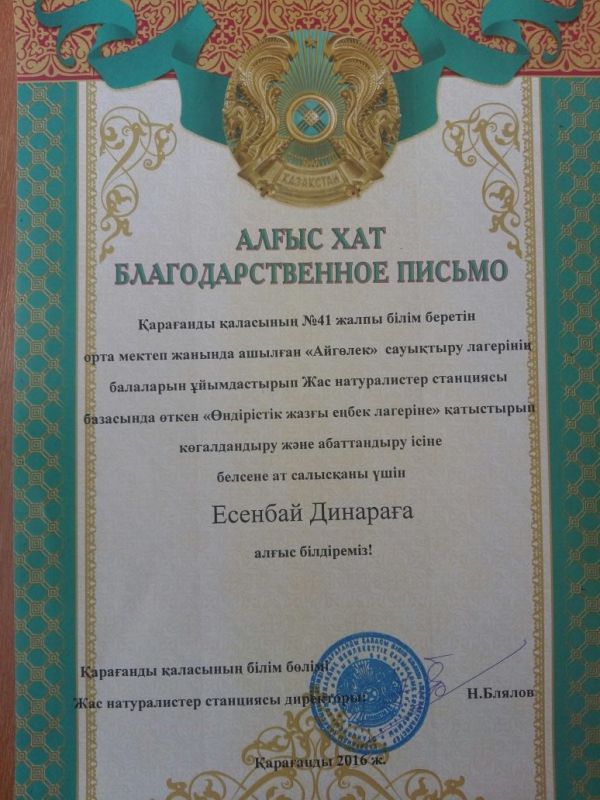 ҚАЗАҚСТАН
АЛҒЫС ХАТ
БЛАГОДАРСТВЕННОЕ ПИСЬМО
Қарағанды қаласының №41 жалпы білім беретін
орта мектеп жанында ашылған «Айгөлек» сауықтыру лагерінің
балаларын ұйымдастырып Жас натуралистер станциясы
базасында өткен «Өндірістік жазғы еңбек лагеріне» қатыстырып
көгалдандыру және абаттандыру ісіне
белсене ат салысқаны үшін
Есенбай Динараға
алғыс білдіреміз!
Қарағанды қаласының білім бөлімі
Жас натуралистер станциясы директоры:
Н.Блялов
Қарағанды 2016 ж.